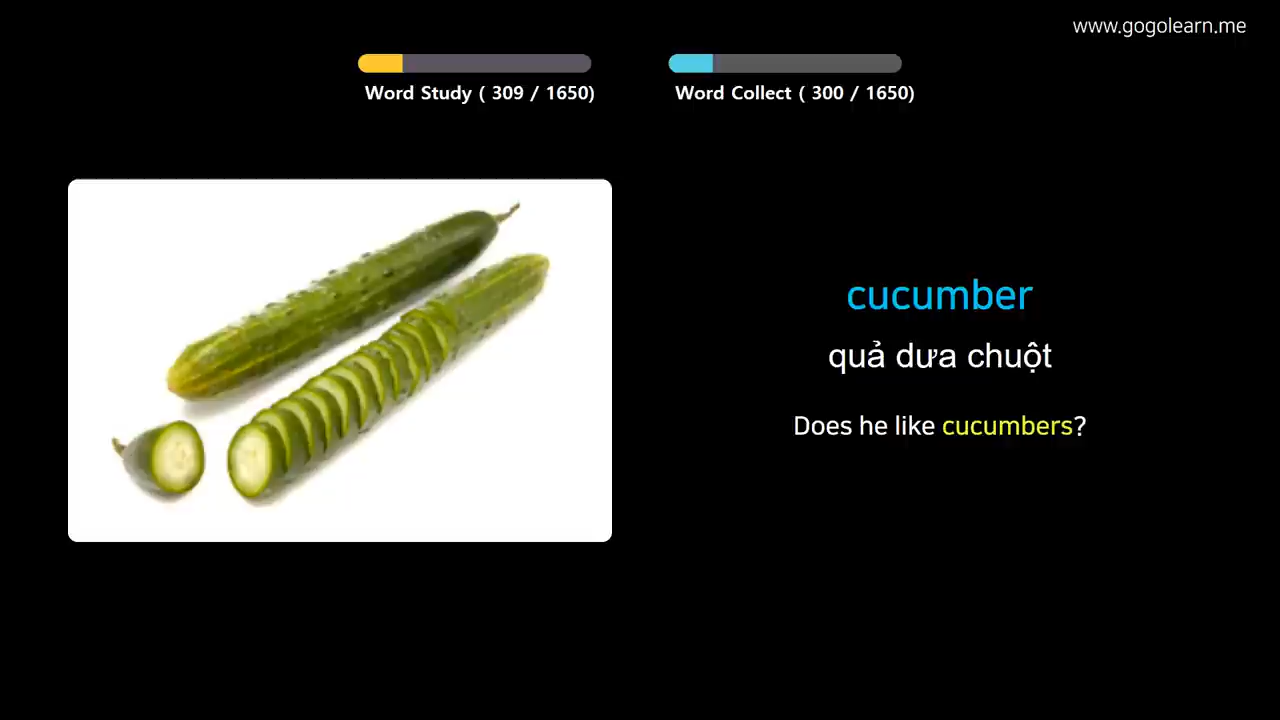 www.gogolearn.me
Word Study ( 309 / 1650)
Word Collect ( 300 / 1650)
cucumber
quả dưa chuột
Does he like cucumbers?